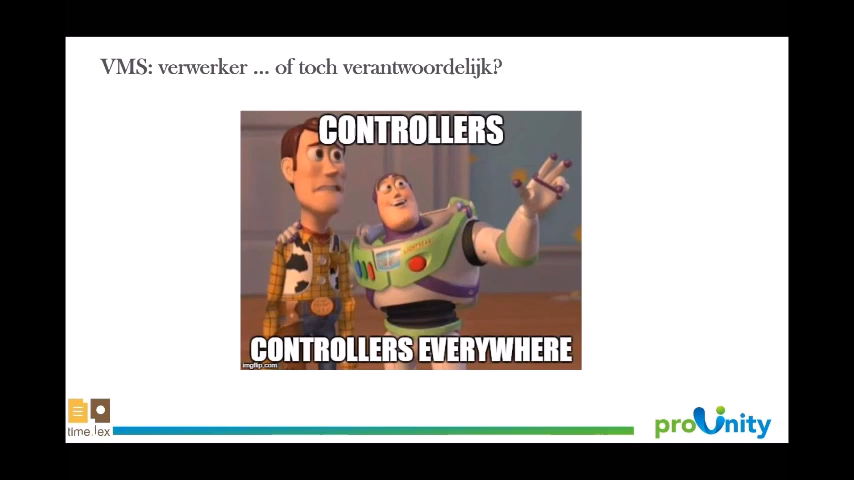 VMS: verwerker ... of toch verantwoordelijk?
CONTROLLERS
CONTROLLERS EVERYWHERE
imgflip.com
time.lex
proUnity